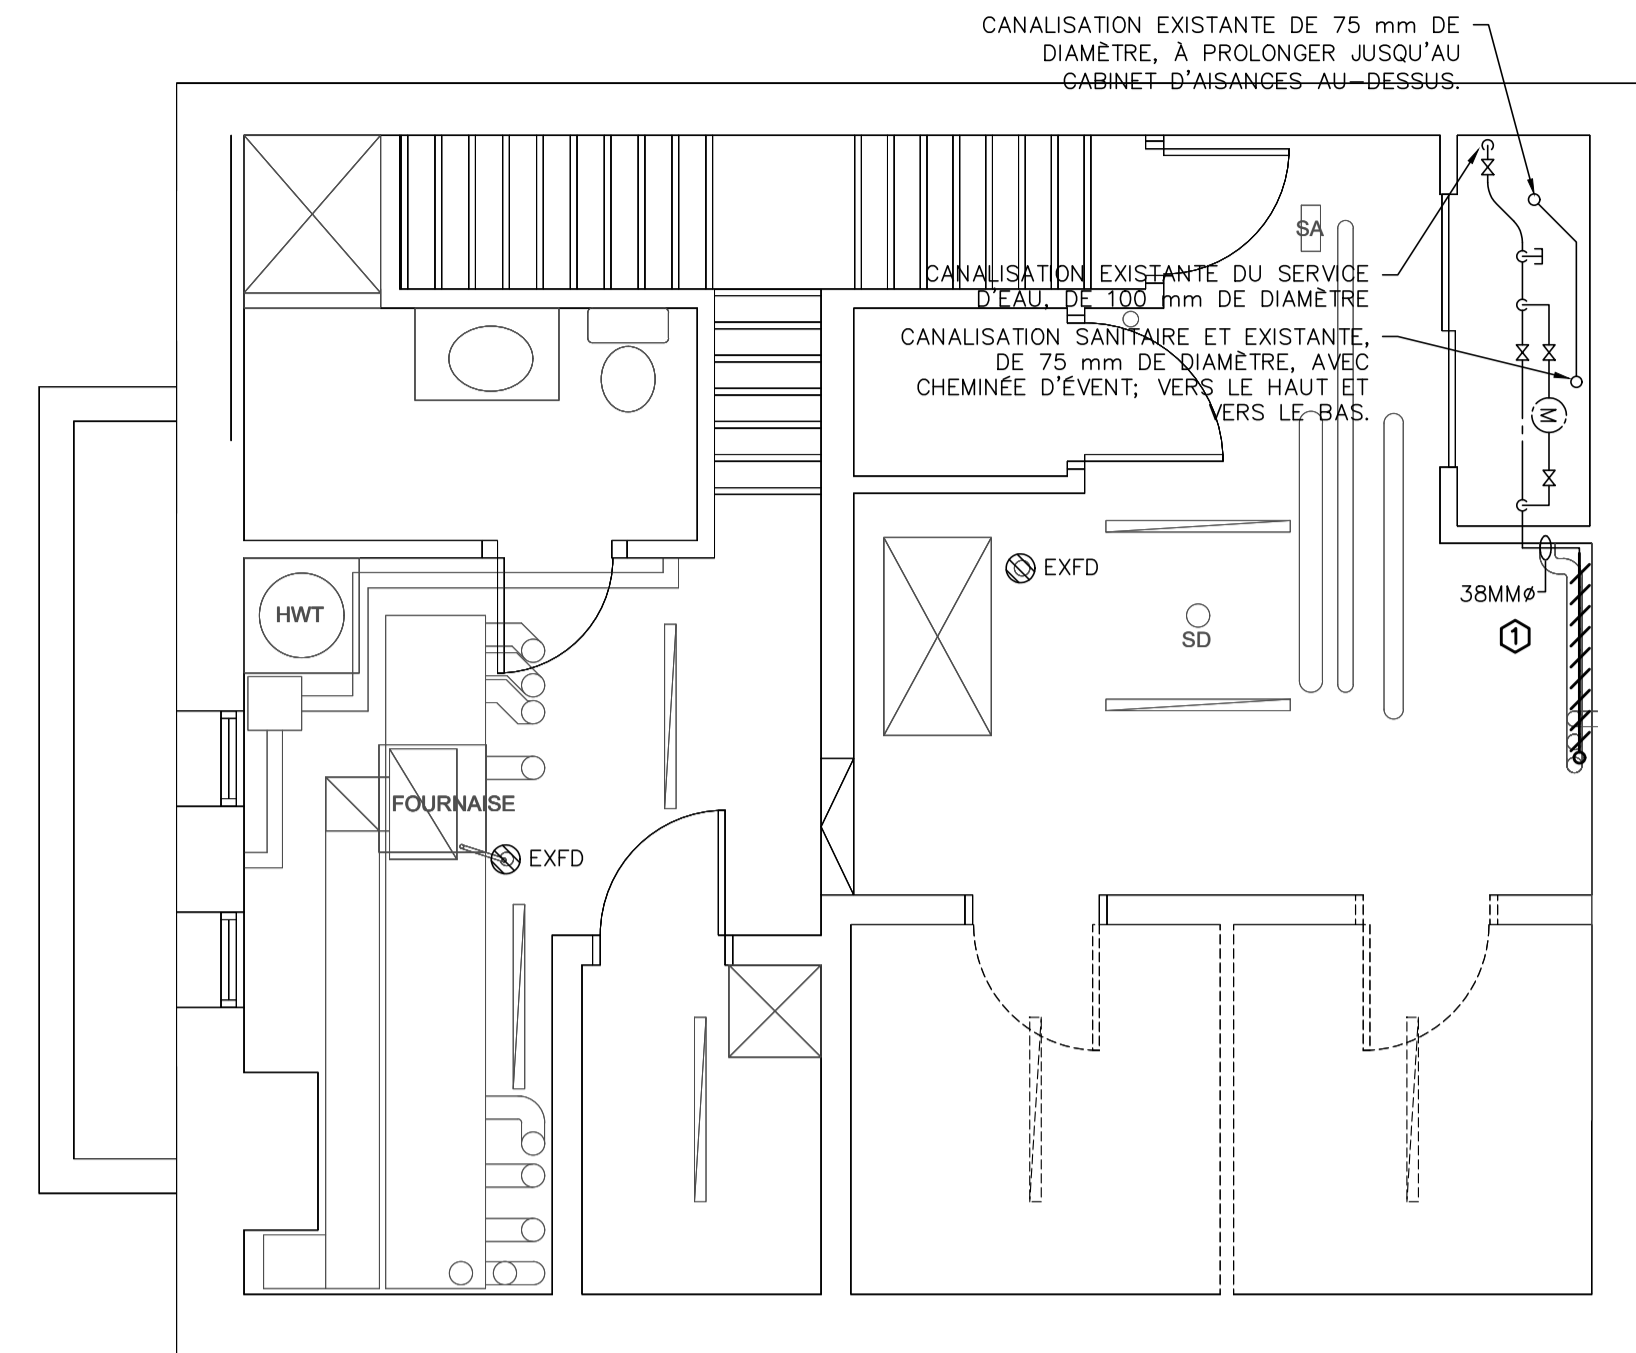 CANALISATION EXISTANTE DE 75 mm DE
DIAMÈTRE, À PROLONGER JUSQU'AU
CABINET D'AISANCES AU-DESSUS.
SA
CANALISATION EXISTANTE DU SERVICE
D'EAU, DE 100 mm DE DIAMÈTRE
CANALISATION SANITAIRE ET EXISTANTE,
DE 75 mm DE DIAMÈTRE, AVEC
CHEMINÉE D'ÉVENT; VERS LE HAUT ET
VERS LE BAS.
M
EXFD
38MMø
HWT
SD
1
FOURNAISE
EXFD